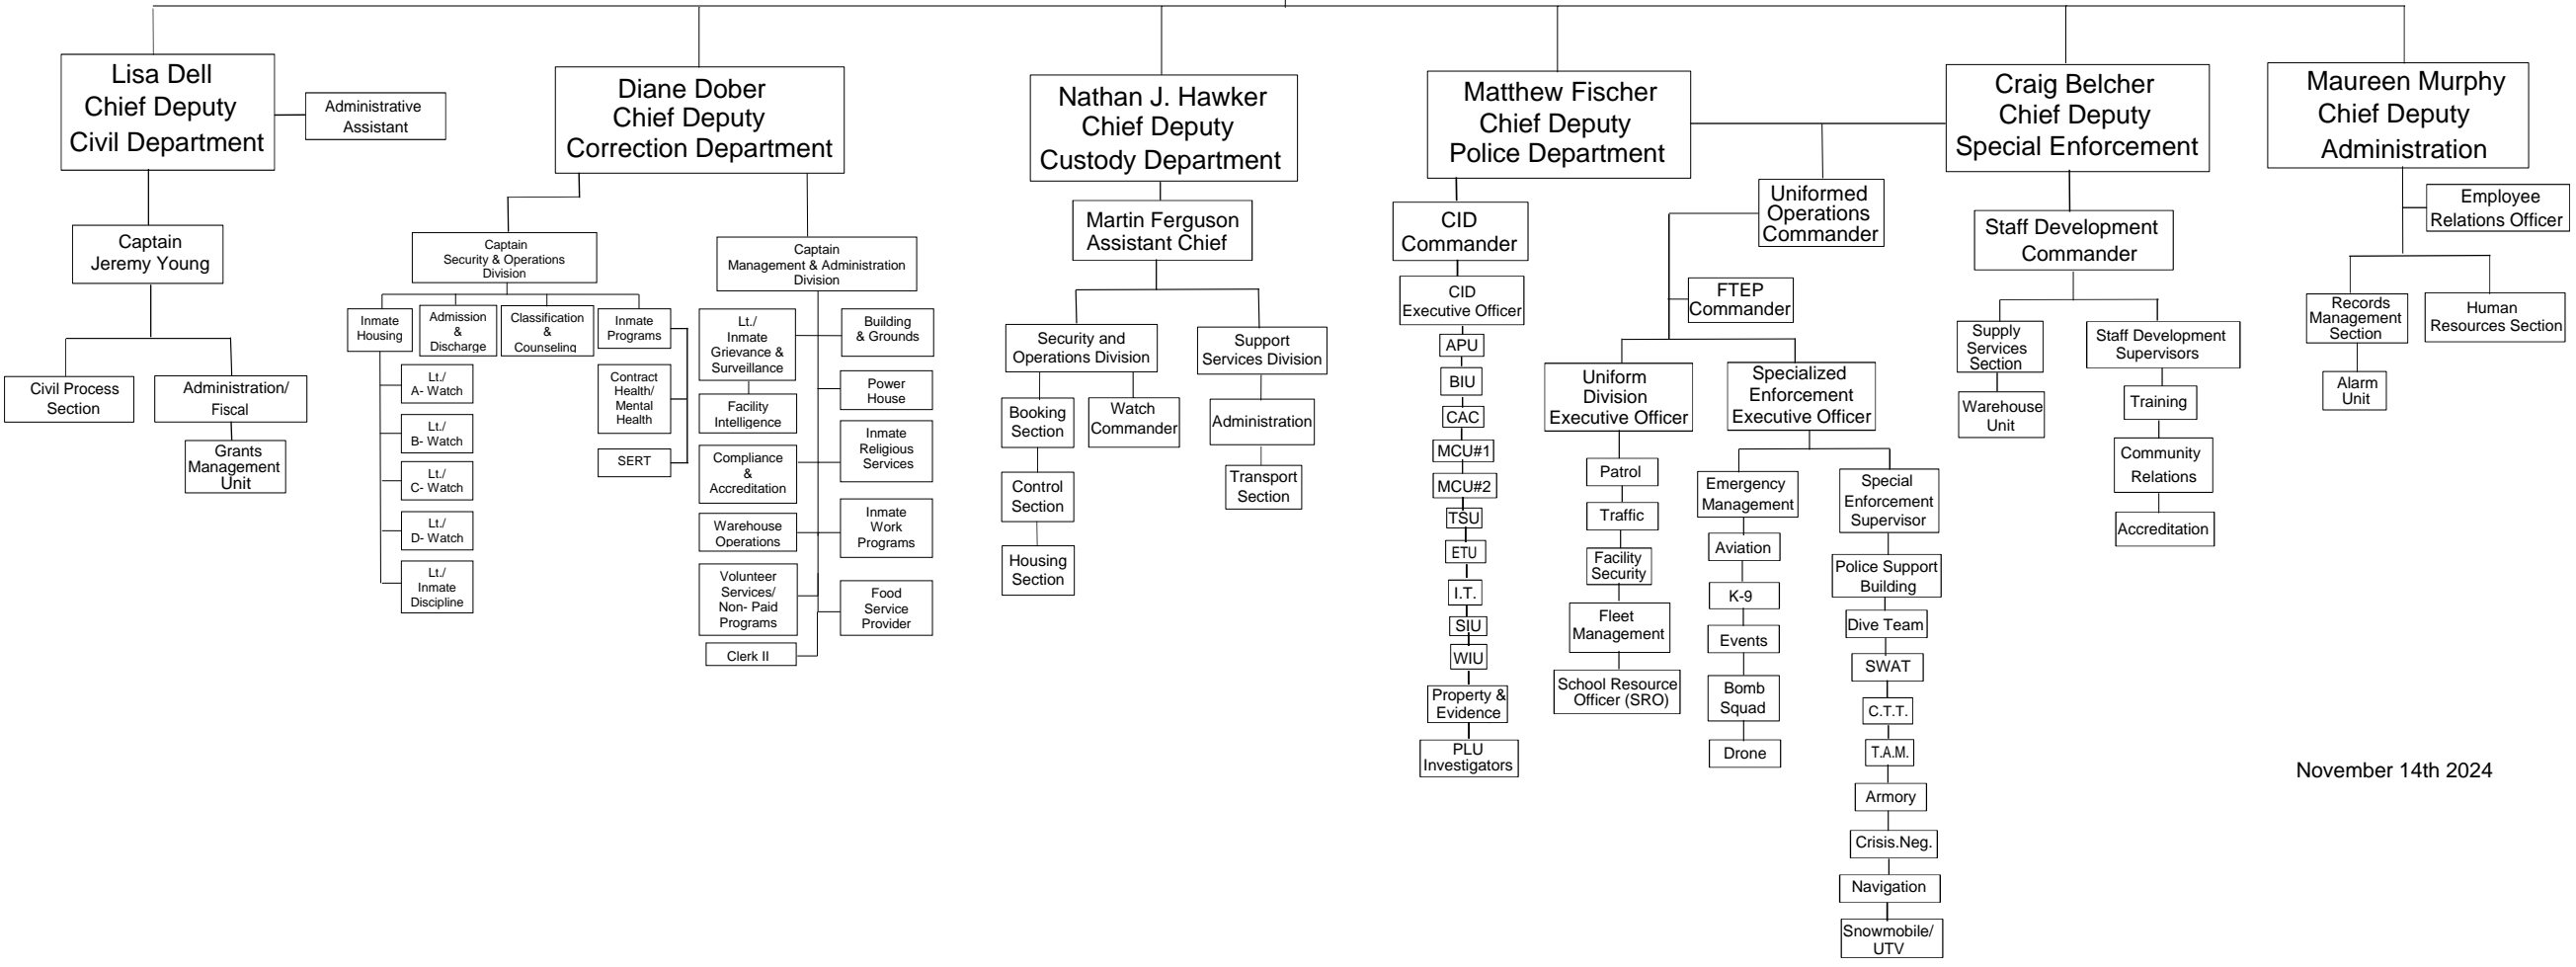 Lisa Dell
Chief Deputy
Civil Department
Administrative
Assistant
Captain
Jeremy Young
Civil Process
Section
Administration/
Fiscal
Grants
Management
Unit
Diane Dober
Chief Deputy
Correction Department
Captain
Security & Operations
Division
Inmate
Housing
Admission
&
Discharge
Classification
&
Counseling
Inmate
Programs
Lt./
A- Watch
Lt./
B- Watch
Lt./
C- Watch
Lt./
D- Watch
Lt./
Inmate
Discipline
Contract
Health/
Mental
Health
SERT
Captain
Management & Administration
Division
Lt./
Inmate
Grievance &
Surveillance
Facility
Intelligence
Compliance
&
Accreditation
Warehouse
Operations
Volunteer
Services/
Non- Paid
Programs
Clerk II
Building
& Grounds
Power
House
Inmate
Religious
Services
Inmate
Work
Programs
Food
Service
Provider
Nathan J. Hawker
Chief Deputy
Custody Department
Martin Ferguson
Assistant Chief
Security and
Operations Division
Booking
Section
Control
Section
Housing
Section
Watch
Commander
Support
Services Division
Administration
Transport
Section
Matthew Fischer
Chief Deputy
Police Department
CID
Commander
CID
Executive Officer
APU
BIU
CAC
MCU#1
MCU#2
TSU
ETU
I.T.
SIU
WIU
Property &
Evidence
PLU
Investigators
Uniformed
Operations
Commander
FTEP
Commander
Uniform
Division
Executive Officer
Patrol
Traffic
Facility
Security
Fleet
Management
School Resource
Officer (SRO)
Specialized
Enforcement
Executive Officer
Emergency
Management
Aviation
K-9
Events
Bomb
Squad
Drone
Special
Enforcement
Supervisor
Police Support
Building
Dive Team
SWAT
C.T.T.
T.A.M.
Armory
Crisis.Neg.
Navigation
Snowmobile/
UTV
Craig Belcher
Chief Deputy
Special Enforcement
Staff Development
Commander
Supply
Services
Section
Warehouse
Unit
Staff Development
Supervisors
Training
Community
Relations
Accreditation
Maureen Murphy
Chief Deputy
Administration
Employee
Relations Officer
Records
Management
Section
Alarm
Unit
Human
Resources Section
November 14th 2024